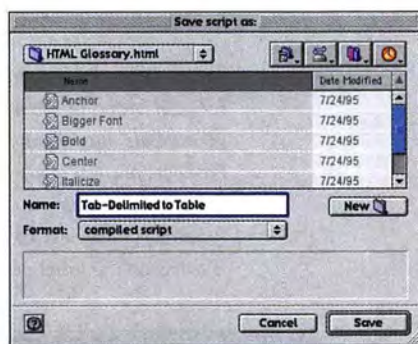 Save script as:
HTML Glossary.html
Name Date Modified
Anchor 7/24/95
Bigger Font 7/24/95
Bold 7/24/95
Center 7/24/95
Italicize 7/24/95
Name: Tab-Delimited to Table New
Format: compiled script
Cancel Save